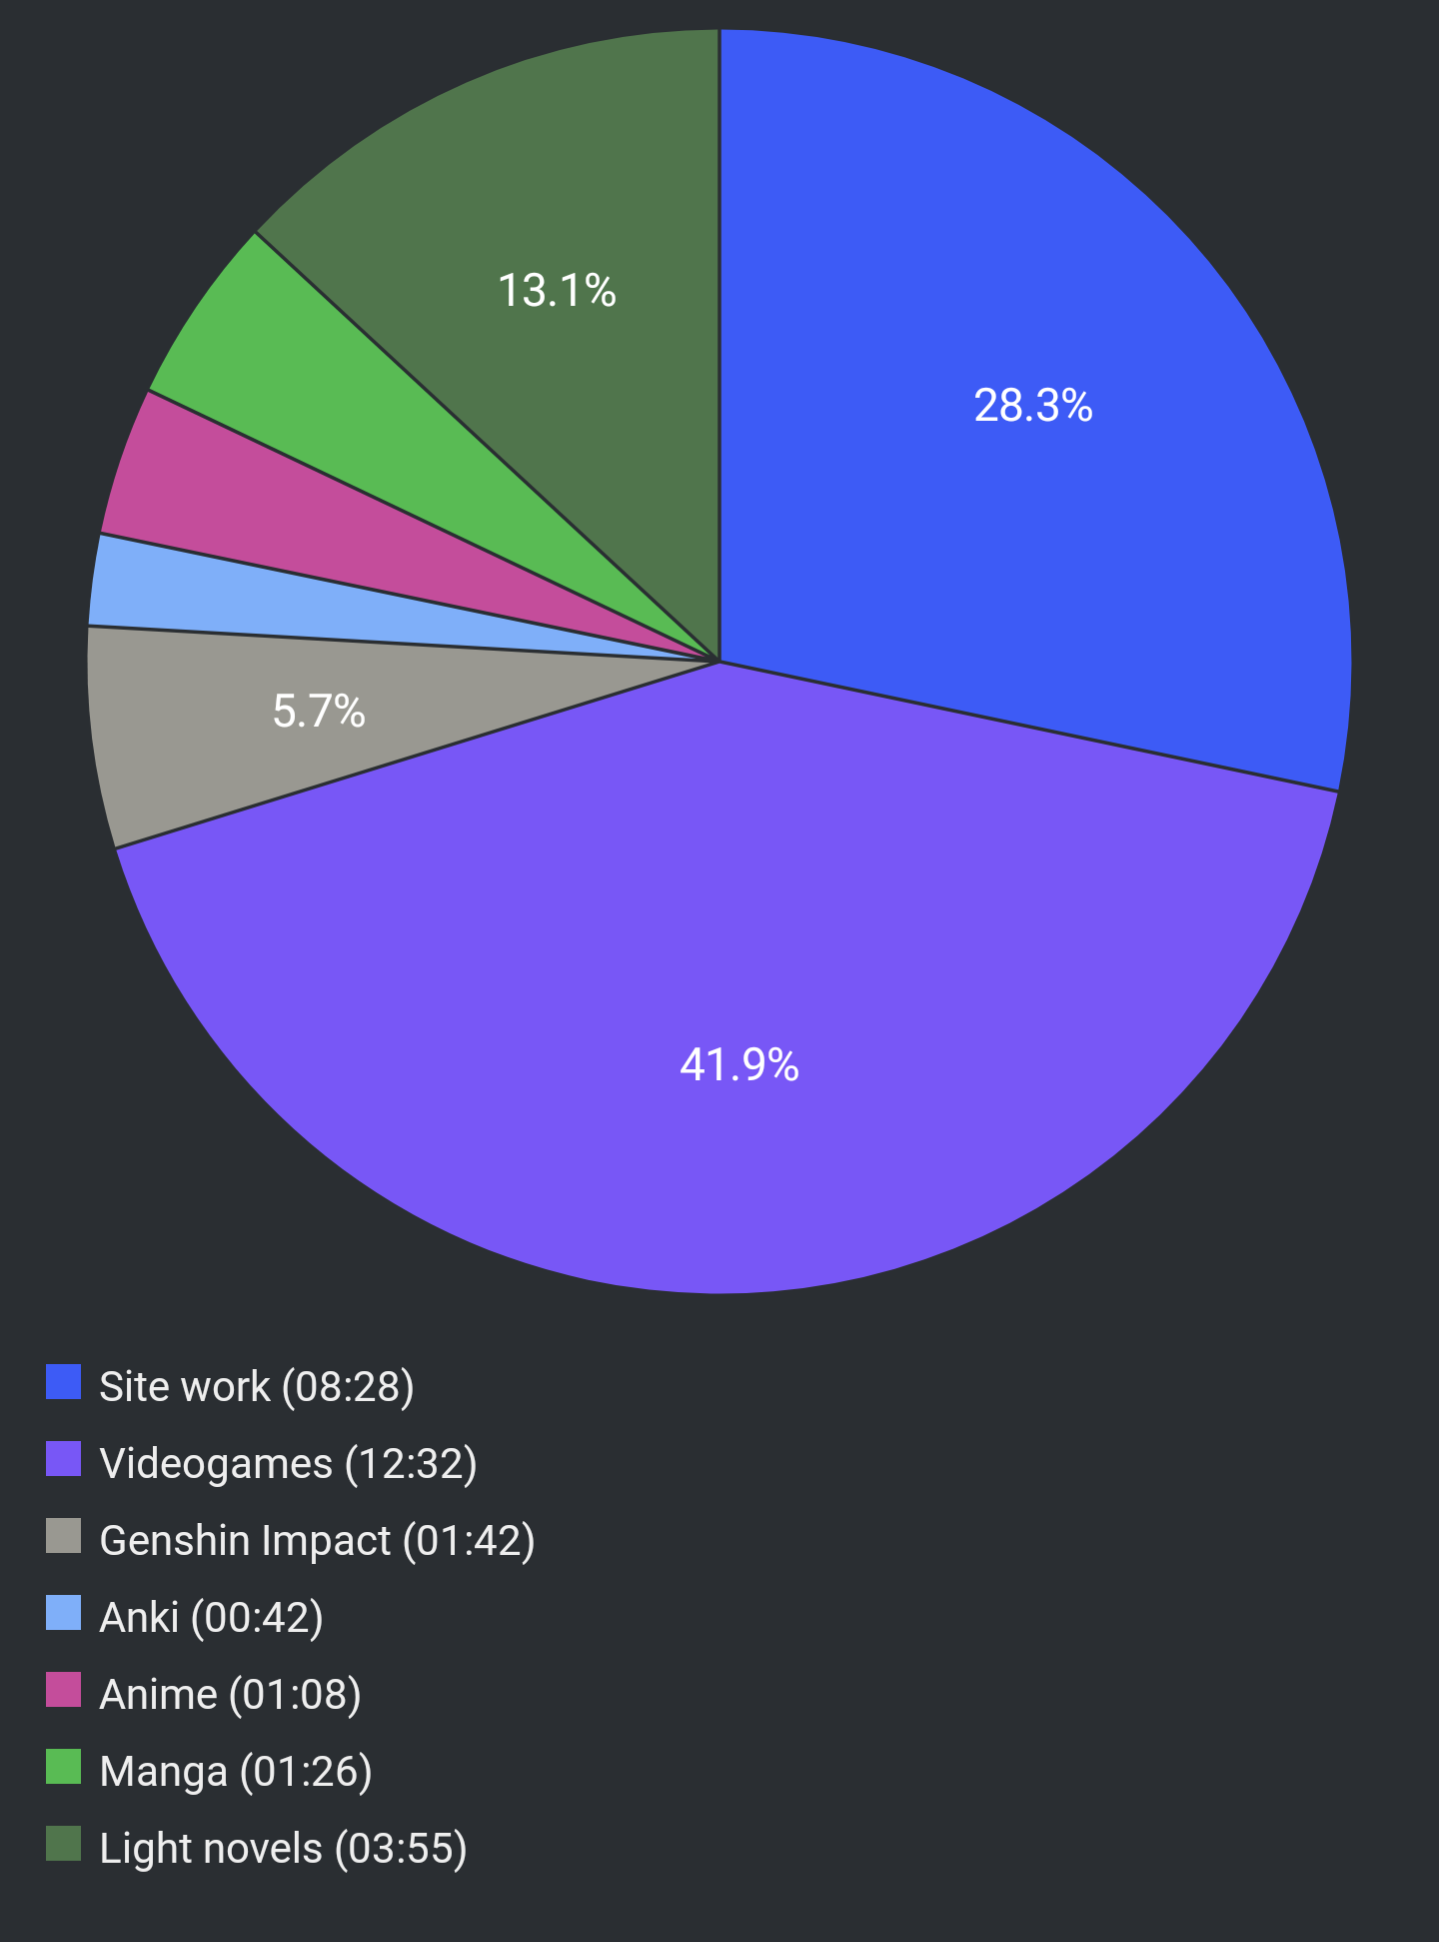 13.1%
28.3%
5.7%
41.9%
Site work (08:28)
Videogames (12:32)
Genshin Impact (01:42)
Anki (00:42)
Anime (01:08)
Manga (01:26)
Light novels (03:55)